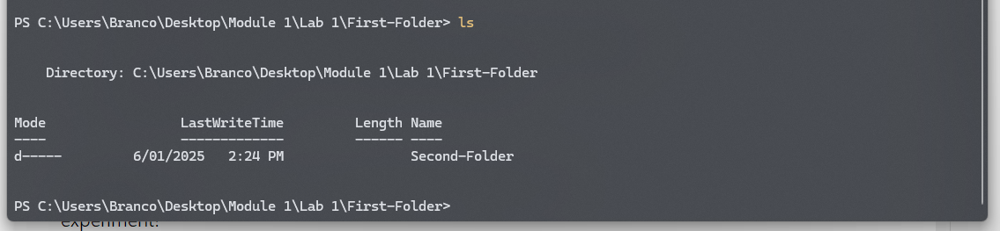 PS C:\Users\Branco\Desktop\Module 1\Lab 1\First-Folder> ls
Directory: C:\Users\Branco\Desktop\Module 1\Lab 1\First-Folder
Mode LastWriteTime Length Name
---- ------------- ------ ----
d----- 6/01/2025 2:24 PM Second-Folder
PS C:\Users\Branco\Desktop\Module 1\Lab 1\First-Folder>
experiment.